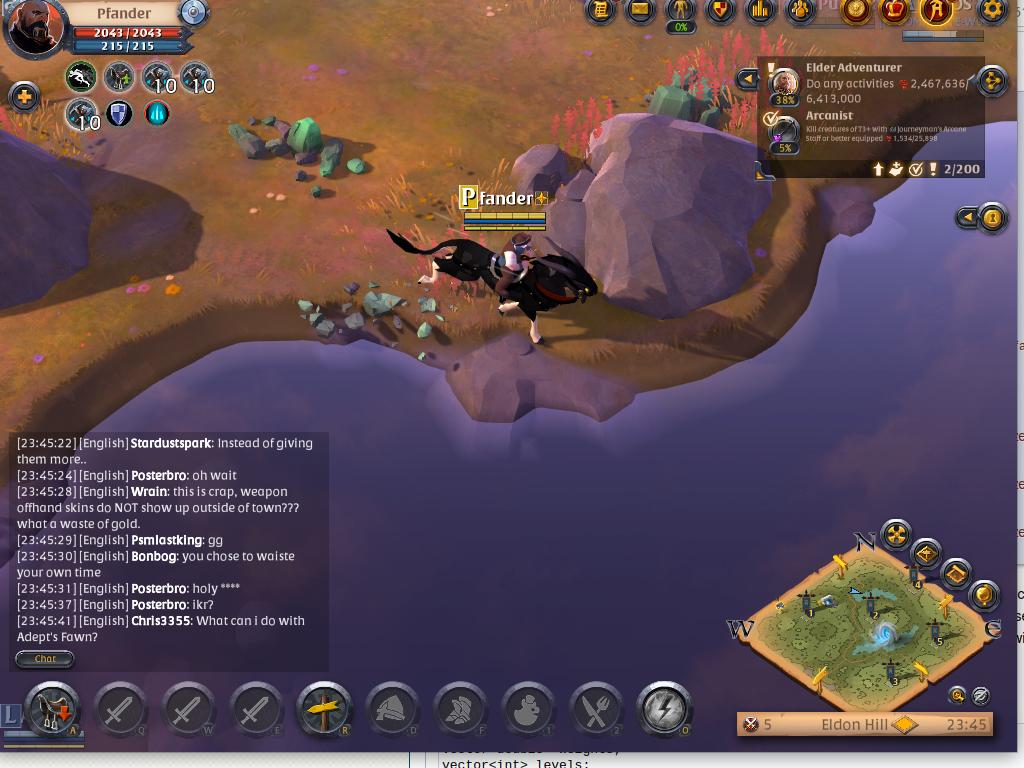 Pfander
2043 / 2043
215 / 215
0%
10
10
10
Elder Adventurer
Do any activities 2,467,636/
6,413,000
38%
Arcanist
Kill creatures of T3+ with Journeyman's Arcane
Staff or better equipped 1,534/25,898
5%
2/200
1
Pfander
[23:45:22] [English] Stardustspark: Instead of giving
them more..
[23:45:24] [English] Posterbro: oh wait
[23:45:28] [English] Wrain: this is crap, weapon
offhand skins do NOT show up outside of town???
what a waste of gold.
[23:45:29] [English] Psmlastking: gg
[23:45:30] [English] Bonbog: you chose to waiste
your own time
[23:45:31] [English] Posterbro: holy ****
[23:45:37] [English] Posterbro: ikr?
[23:45:41] [English] Chris3355: What can i do with
Adept's Fawn?
Chat
N
W
E
1
2
3
4
5
L
A
Q
W
E
R
D
F
1
2
O
5
Eldon Hill
23:45
vector<int> levels;